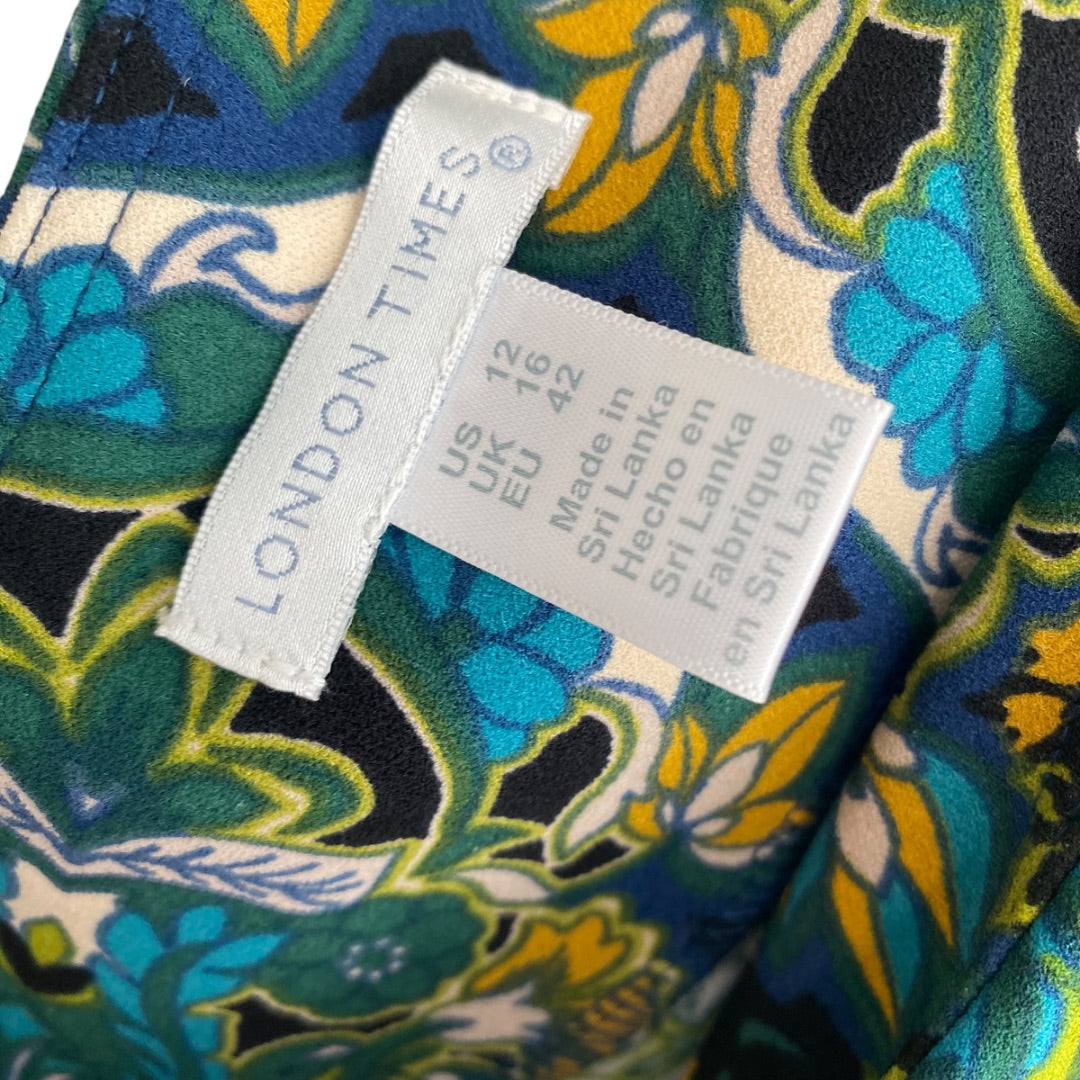 LONDON TIMES®
US 12
UK 16
EU 42
Made in
Sri Lanka
Hecho en
Sri Lanka
Fabrique
en Sri Lanka